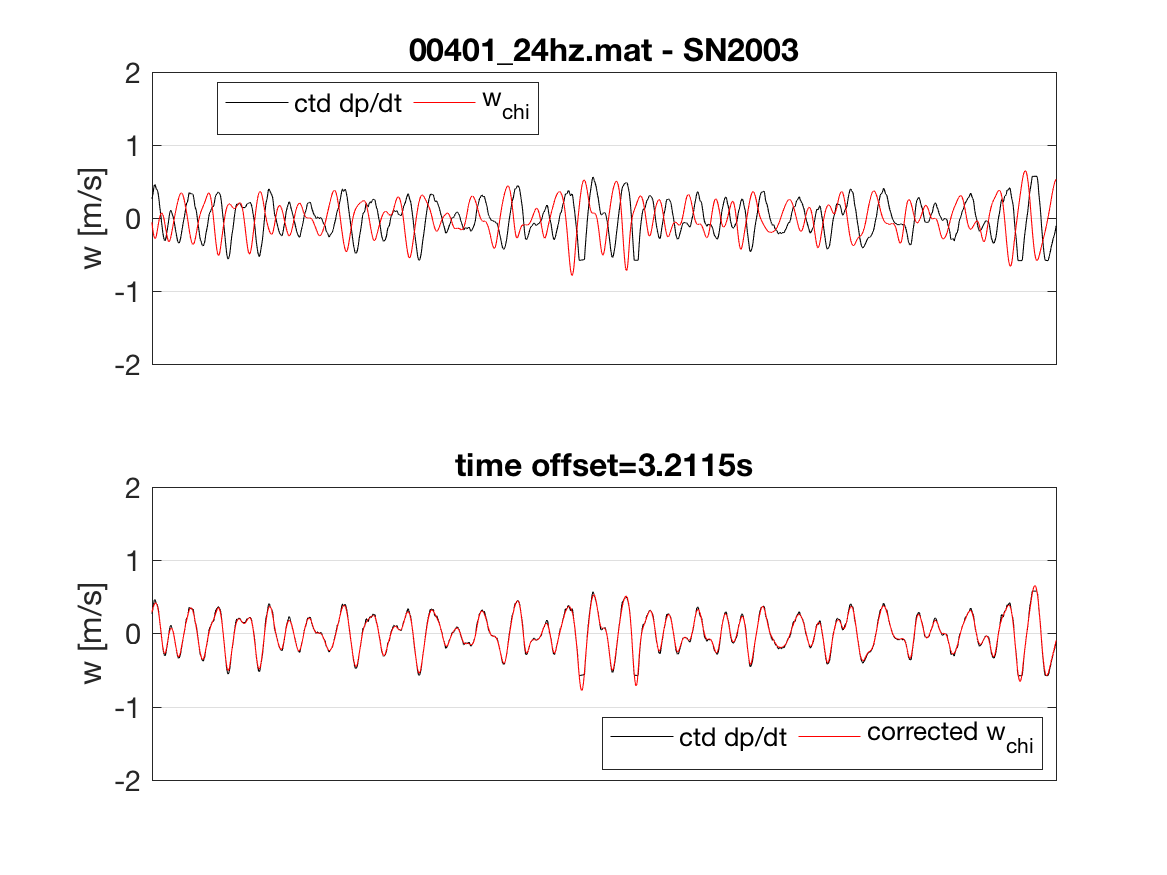 00401_24hz.mat - SN2003
2
1
0
-1
-2
w [m/s]
ctd dp/dt
w_chi
time offset=3.2115s
2
1
0
-1
-2
w [m/s]
ctd dp/dt
corrected w_chi